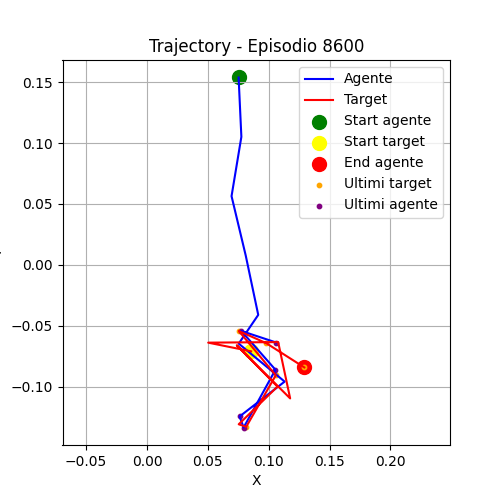 Trajectory - Episodio 8600
Agente
Target
Start agente
Start target
End agente
Ultimi target
Ultimi agente
0.15
0.10
0.05
0.00
−0.05
−0.10
−0.05
0.00
0.05
0.10
0.15
0.20
X